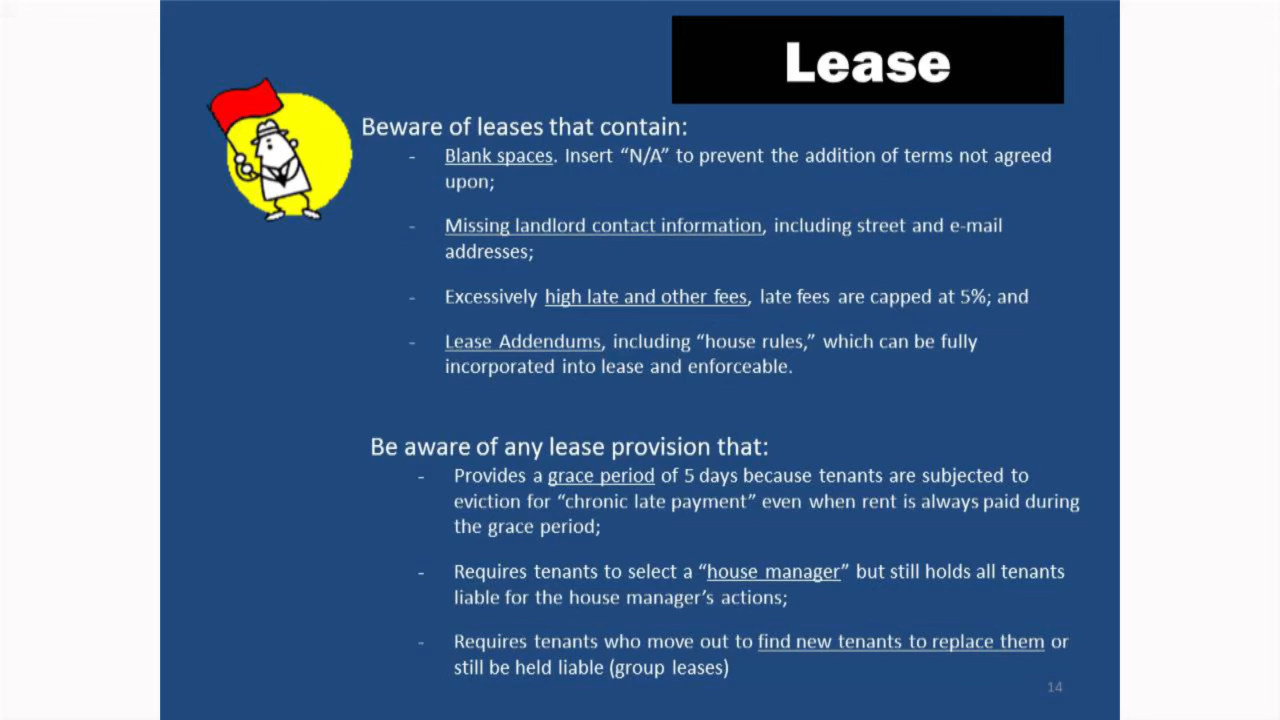 Lease
Beware of leases that contain:
- Blank spaces. Insert “N/A” to prevent the addition of terms not agreed
upon;
- Missing landlord contact information, including street and e-mail
addresses;
- Excessively high late and other fees, late fees are capped at 5%; and
- Lease Addendums, including “house rules,” which can be fully
incorporated into lease and enforceable.
Be aware of any lease provision that:
- Provides a grace period of 5 days because tenants are subjected to
eviction for “chronic late payment” even when rent is always paid during
the grace period;
- Requires tenants to select a “house manager” but still holds all tenants
liable for the house manager’s actions;
- Requires tenants who move out to find new tenants to replace them or
still be held liable (group leases)
14